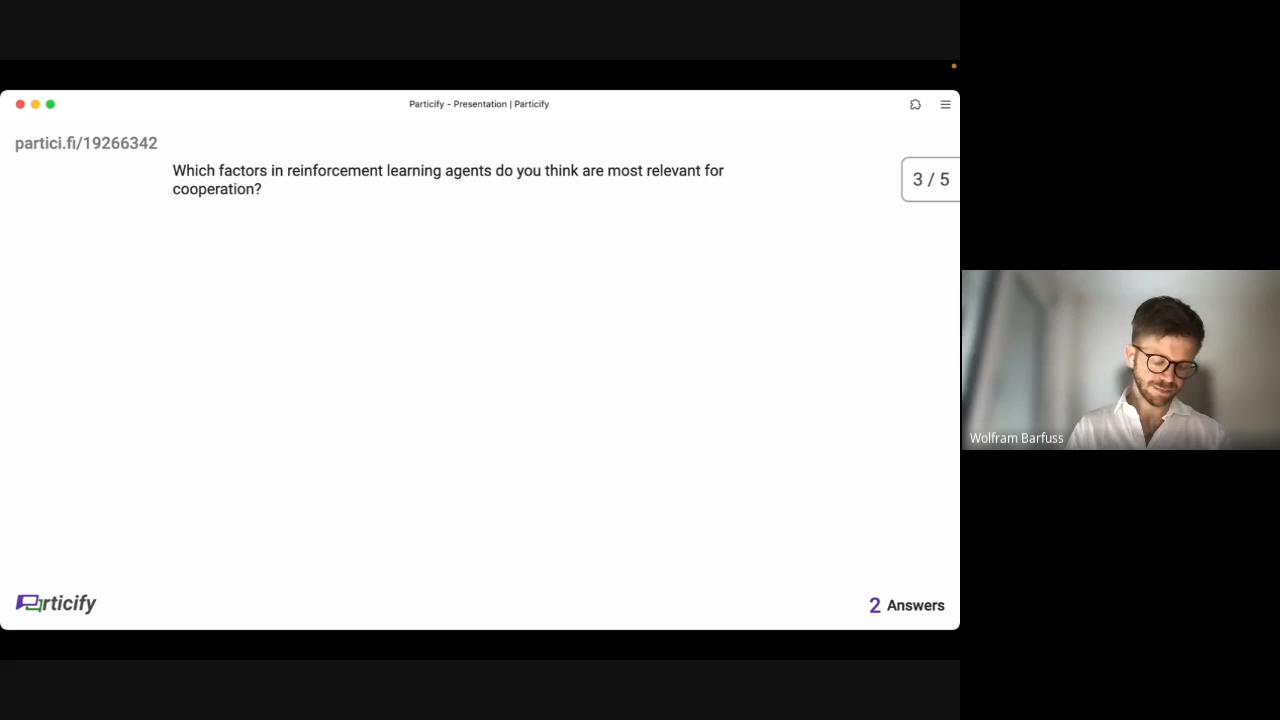 Particify - Presentation | Particify
partici.fi/19266342
Which factors in reinforcement learning agents do you think are most relevant for
cooperation?
3 / 5
Wolfram Barfuss
Particify
2 Answers